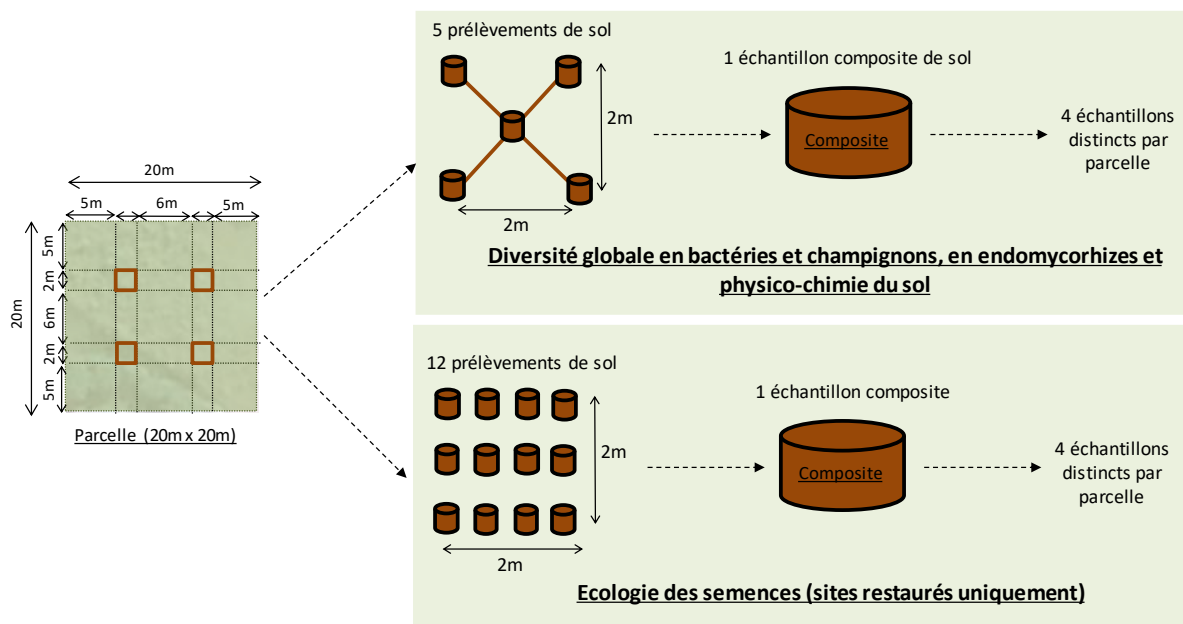 20m
5m
6m
5m
20m
5m
2m
6m
2m
5m
Parcelle (20m x 20m)
5 prélèvements de sol
2m
2m
1 échantillon composite de sol
Composite
4 échantillons
distincts par
parcelle
Diversité globale en bactéries et champignons, en endomycorhizes et
physico-chimie du sol
12 prélèvements de sol
2m
2m
1 échantillon composite
Composite
4 échantillons
distincts par
parcelle
Ecologie des semences (sites restaurés uniquement)